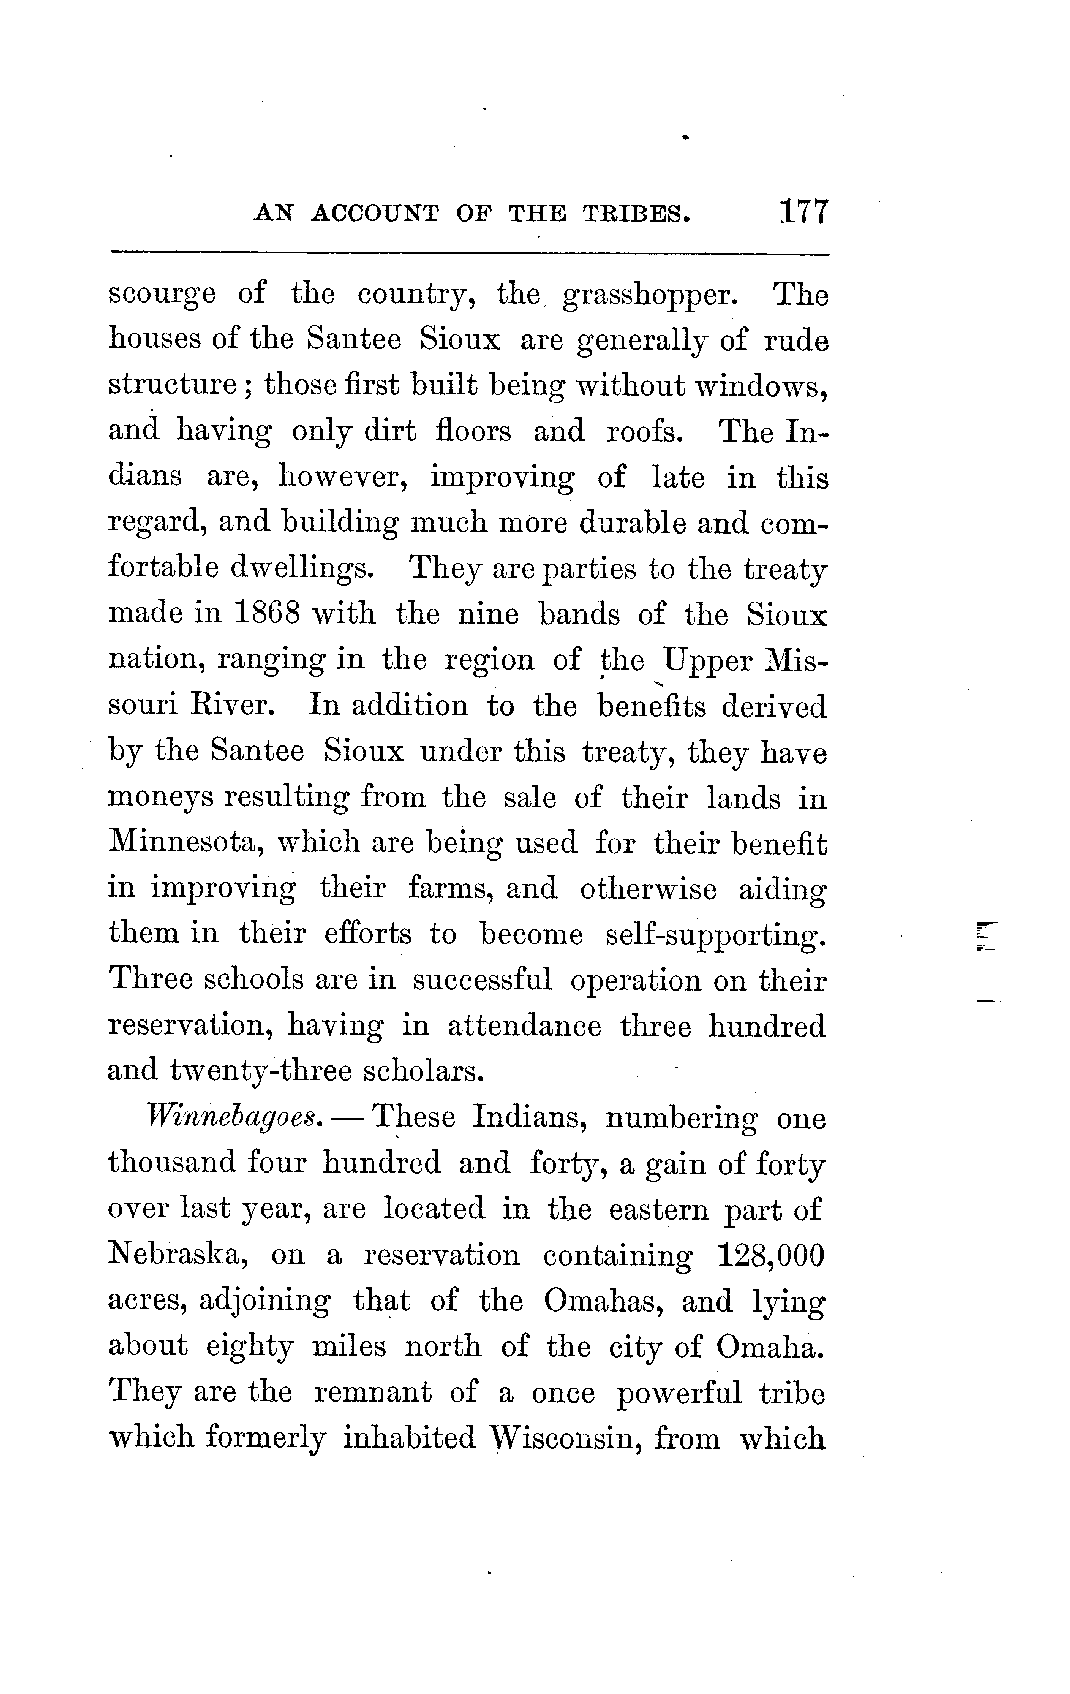 AN ACCOUNT OF THE TRIBES. 177
scourge of the country, the grasshopper. The
houses of the Santee Sioux are generally of rude
structure; those first built being without windows,
and having only dirt floors and roofs. The In-
dians are, however, improving of late in this
regard, and building much more durable and com-
fortable dwellings. They are parties to the treaty
made in 1868 with the nine bands of the Sioux
nation, ranging in the region of the Upper Mis-
souri River. In addition to the benefits derived
by the Santee Sioux under this treaty, they have
moneys resulting from the sale of their lands in
Minnesota, which are being used for their benefit
in improving their farms, and otherwise aiding
them in their efforts to become self-supporting.
Three schools are in successful operation on their
reservation, having in attendance three hundred
and twenty-three scholars.
Winnebagoes. — These Indians, numbering one
thousand four hundred and forty, a gain of forty
over last year, are located in the eastern part of
Nebraska, on a reservation containing 128,000
acres, adjoining that of the Omahas, and lying
about eighty miles north of the city of Omaha.
They are the remnant of a once powerful tribe
which formerly inhabited Wisconsin, from which